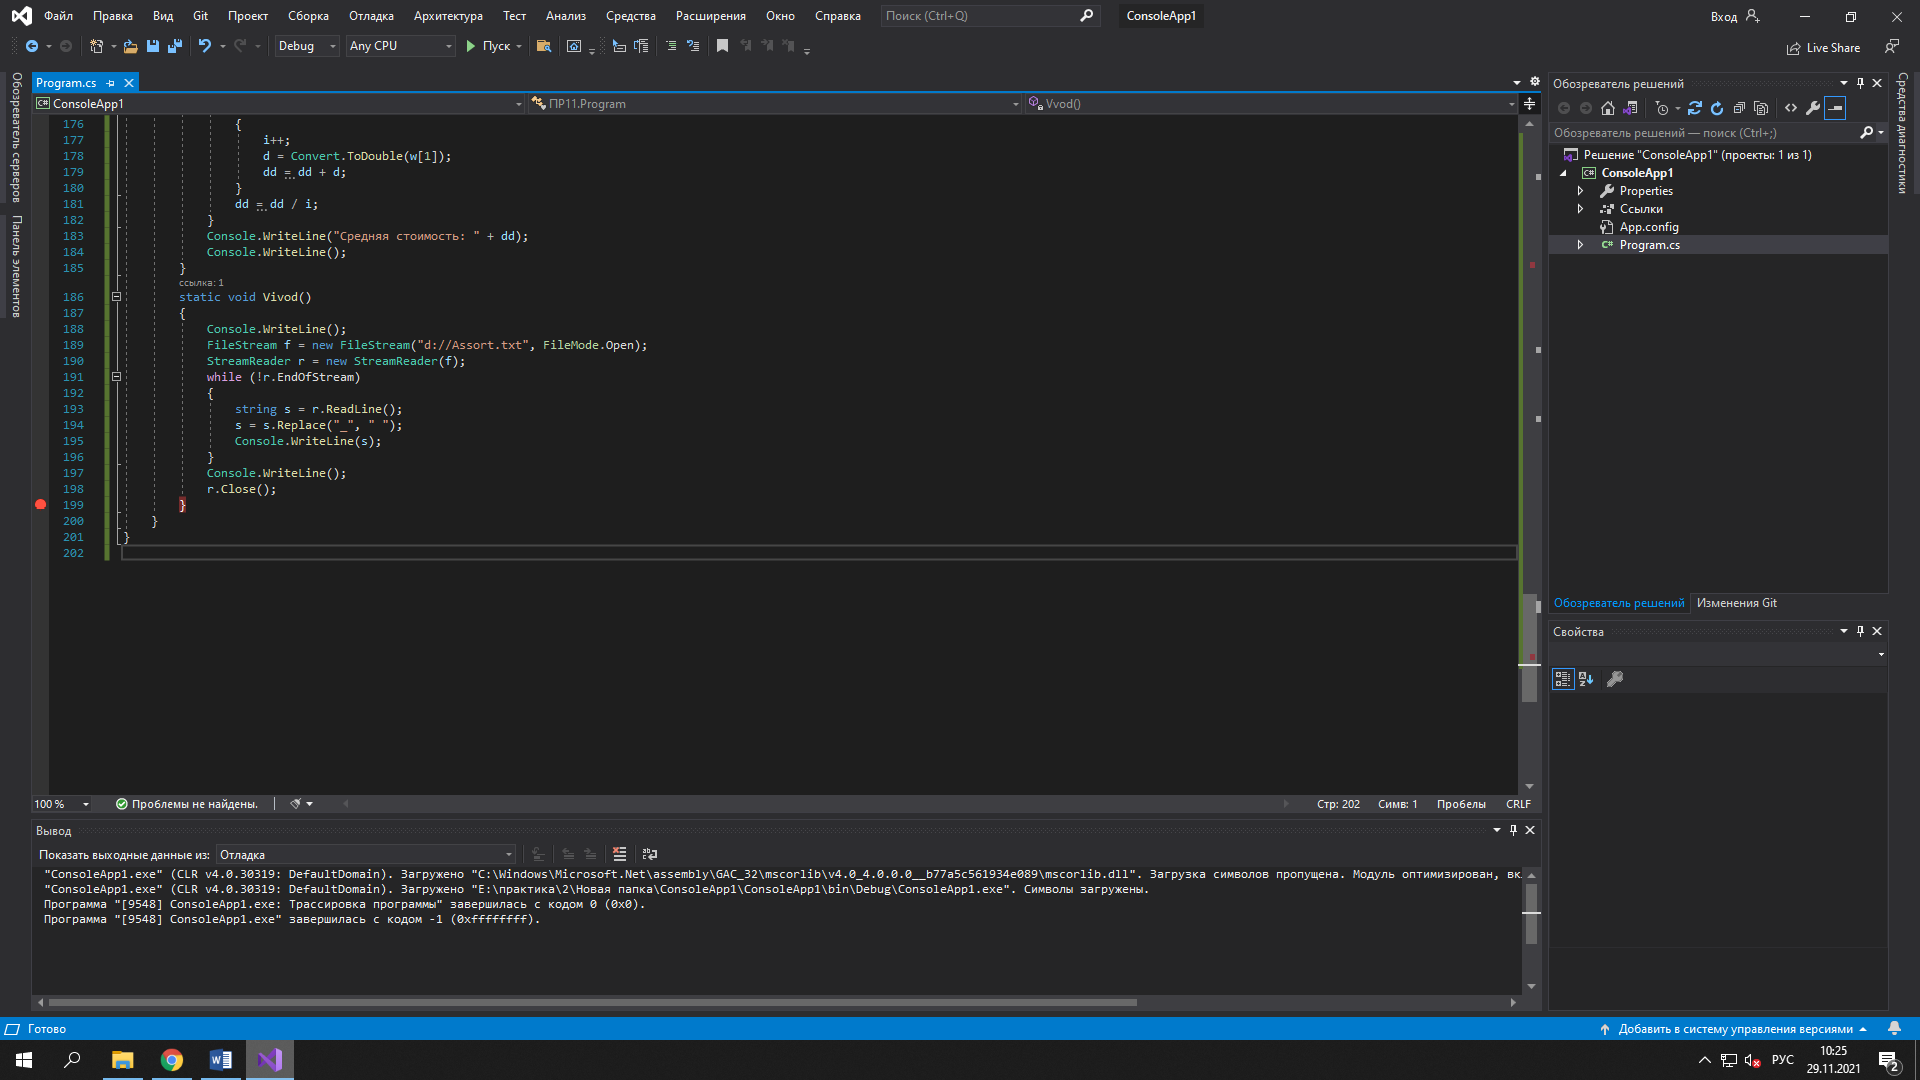 Файл Правка Вид Git Проект Сборка Отладка Архитектура Тест Анализ Средства Расширения Окно Справка Поиск (Ctrl+Q) ConsoleApp1 Вход
Debug Any CPU Пуск Live Share
Обозреватель серверов
Панель элементов
Program.cs
ConsoleApp1 ПР11.Program Vvod()
176 {
177 i++;
178 d = Convert.ToDouble(w[1]);
179 dd = dd + d;
180 }
181 dd = dd / i;
182 }
183 Console.WriteLine("Средняя стоимость: " + dd);
184 Console.WriteLine();
185 }
ссылка: 1
186 static void Vivod()
187 {
188 Console.WriteLine();
189 FileStream f = new FileStream("d://Assort.txt", FileMode.Open);
190 StreamReader r = new StreamReader(f);
191 while (!r.EndOfStream)
192 {
193 string s = r.ReadLine();
194 s = s.Replace("_", " ");
195 Console.WriteLine(s);
196 }
197 Console.WriteLine();
198 r.Close();
199 }
200 }
201 }
202
100 % Проблемы не найдены. Стр: 202 Симв: 1 Пробелы CRLF
Вывод
Показать выходные данные из: Отладка
"ConsoleApp1.exe" (CLR v4.0.30319: DefaultDomain). Загружено "C:\Windows\Microsoft.Net\assembly\GAC_32\mscorlib\v4.0_4.0.0.0__b77a5c561934e089\mscorlib.dll". Загрузка символов пропущена. Модуль оптимизирован, вкл
"ConsoleApp1.exe" (CLR v4.0.30319: DefaultDomain). Загружено "E:\практика\2\Новая папка\ConsoleApp1\ConsoleApp1\bin\Debug\ConsoleApp1.exe". Символы загружены.
Программа "[9548] ConsoleApp1.exe: Трассировка программы" завершилась с кодом 0 (0x0).
Программа "[9548] ConsoleApp1.exe" завершилась с кодом -1 (0xffffffff).
Обозреватель решений
Обозреватель решений — поиск (Ctrl+;)
Решение "ConsoleApp1" (проекты: 1 из 1)
ConsoleApp1
Properties
Ссылки
App.config
Program.cs
Обозреватель решений Изменения Git
Свойства
Средства диагностики
Готово Добавить в систему управления версиями
РУС 10:25
29.11.2021 2